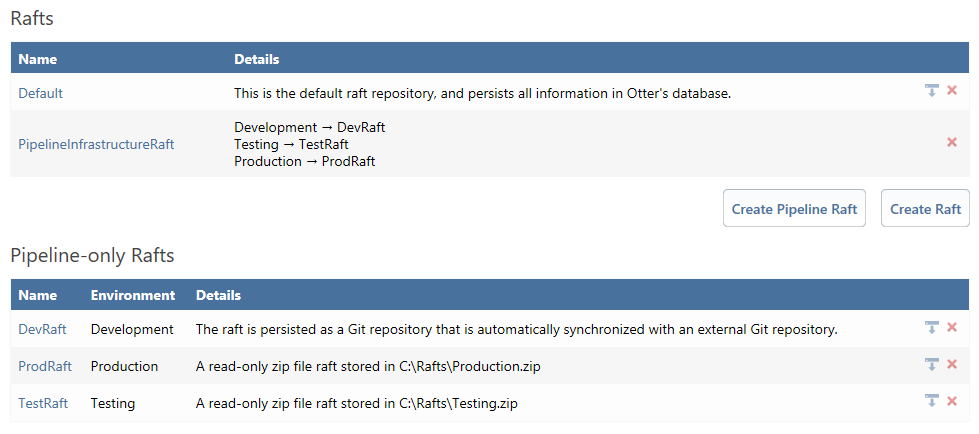 Rafts
Name Details
Default This is the default raft repository, and persists all information in Otter's database.
PipelineInfrastructureRaft Development → DevRaft
Testing → TestRaft
Production → ProdRaft
Create Pipeline Raft Create Raft
Pipeline-only Rafts
Name Environment Details
DevRaft Development The raft is persisted as a Git repository that is automatically synchronized with an external Git repository.
ProdRaft Production A read-only zip file raft stored in C:\Rafts\Production.zip
TestRaft Testing A read-only zip file raft stored in C:\Rafts\Testing.zip